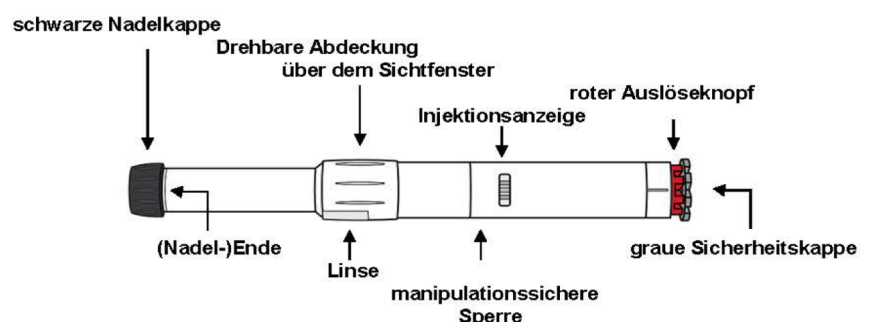 schwarze Nadelkappe
Drehbare Abdeckung
über dem Sichtfenster
roter Auslöseknopf
Injektionsanzeige
(Nadel-)Ende
Linse
graue Sicherheitskappe
manipulationssichere
Sperre